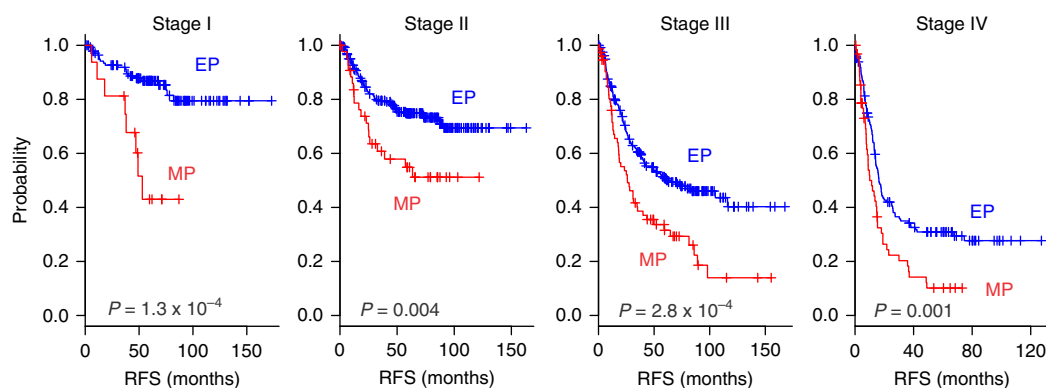 Stage I Stage II Stage III Stage IV
Probability
1.0 1.0 1.0 1.0
0.8 0.8 0.8 0.8
0.6 0.6 0.6 0.6
0.4 0.4 0.4 0.4
0.2 0.2 0.2 0.2
0.0 0.0 0.0 0.0
EP EP EP EP
MP MP MP MP
P = 1.3 x 10⁻⁴ P = 0.004 P = 2.8 x 10⁻⁴ P = 0.001
0 50 100 150 0 50 100 150 0 50 100 150 0 40 80 120
RFS (months) RFS (months) RFS (months) RFS (months)